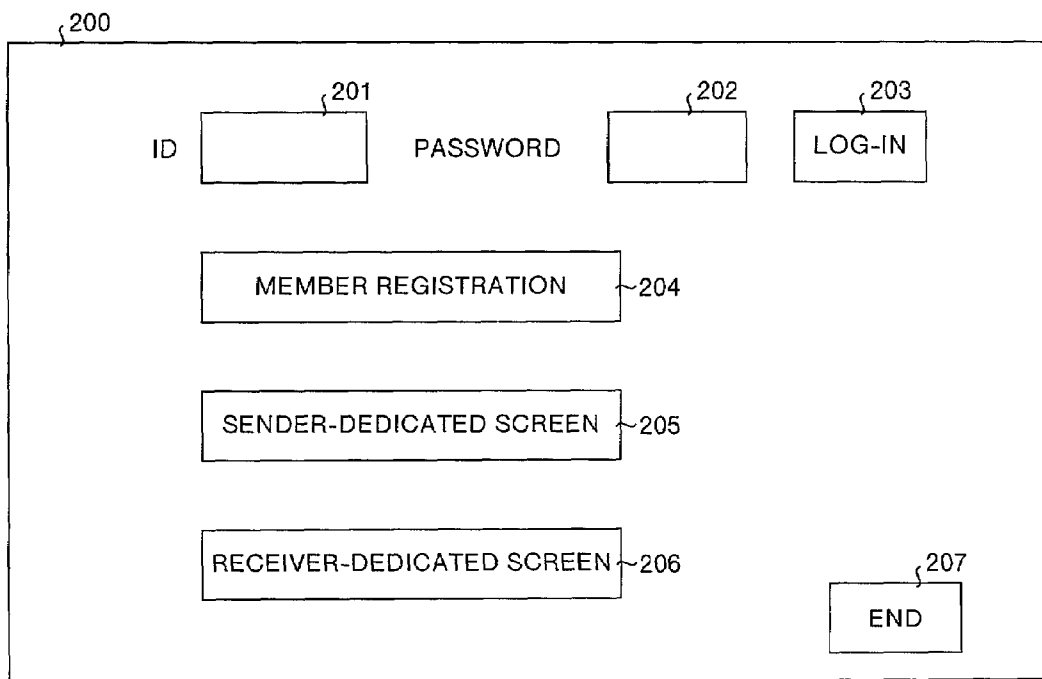 200
201 202 203
ID PASSWORD LOG-IN
MEMBER REGISTRATION 204
SENDER-DEDICATED SCREEN 205
RECEIVER-DEDICATED SCREEN 206
207
END